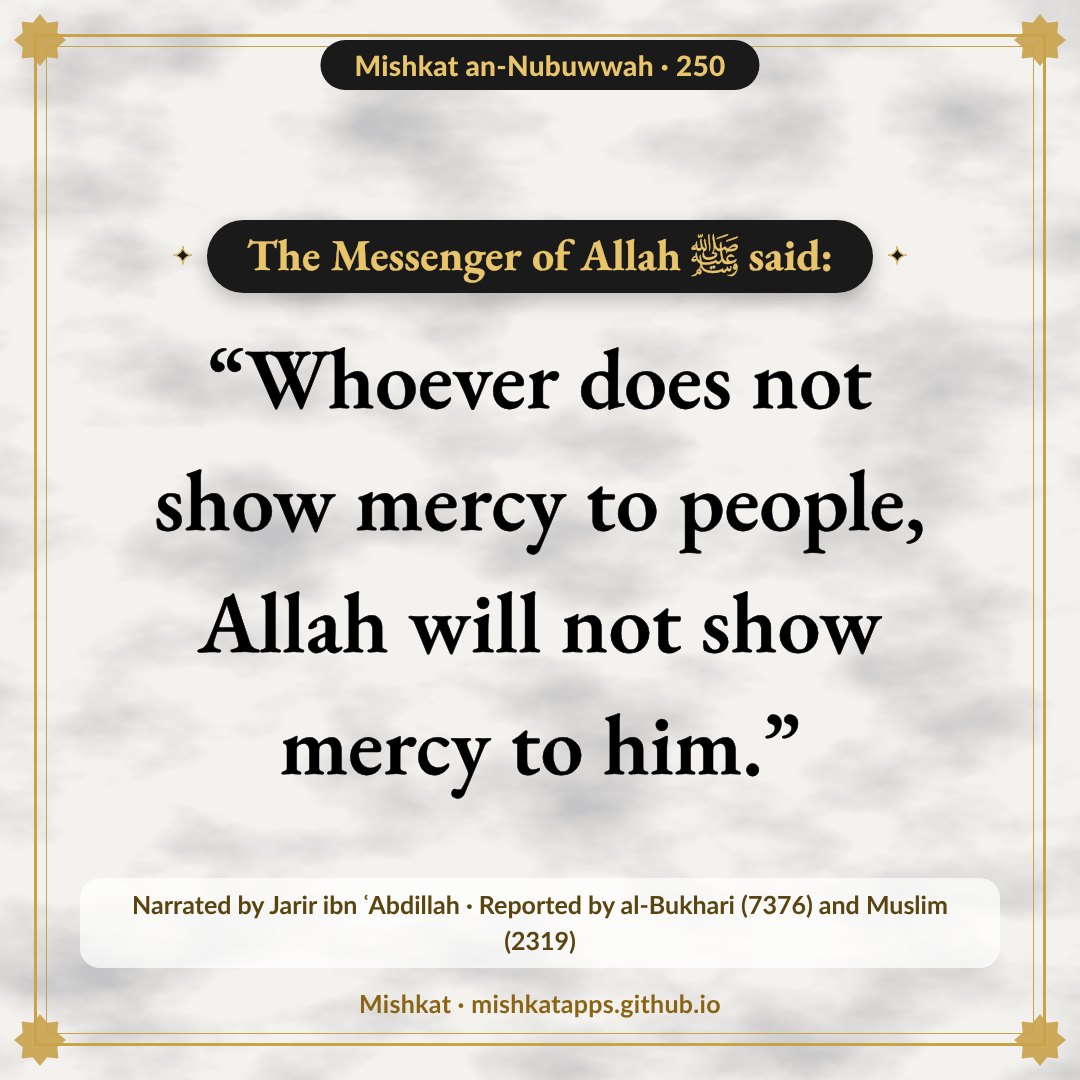 Mishkat an-Nubuwwah · 250
The Messenger of Allah ﷺ said:
“Whoever does not
show mercy to people,
Allah will not show
mercy to him.”
Narrated by Jarir ibn ʿAbdillah · Reported by al-Bukhari (7376) and Muslim
(2319)
Mishkat · mishkatapps.github.io